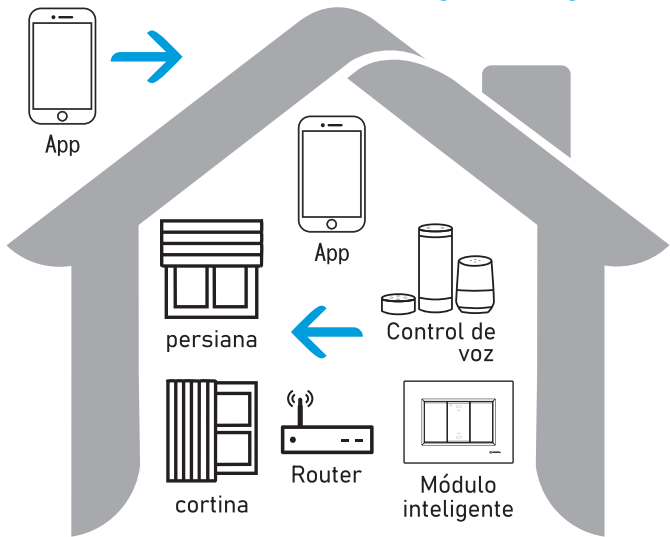 App
App
persiana
Control de
voz
cortina
Router
Módulo
inteligente